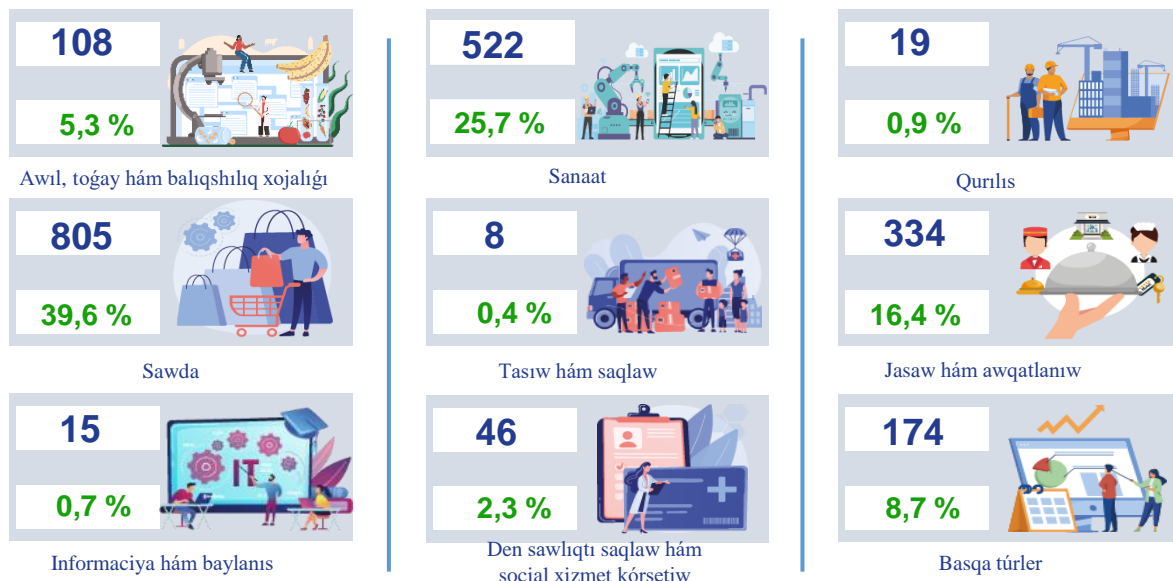 108
5,3 %
Awıl, toǵay hám balıqshılıq xojalıǵı
522
25,7 %
Sanaat
19
0,9 %
Qurılıs
805
39,6 %
Sawda
8
0,4 %
Tasıw hám saqlaw
334
16,4 %
Jasaw hám awqatlanıw
15
0,7 %
IT
Informaciya hám baylanıs
46
2,3 %
Den sawlıqtı saqlaw hám
social xizmet kórsetiw
174
8,7 %
Basqa túrler